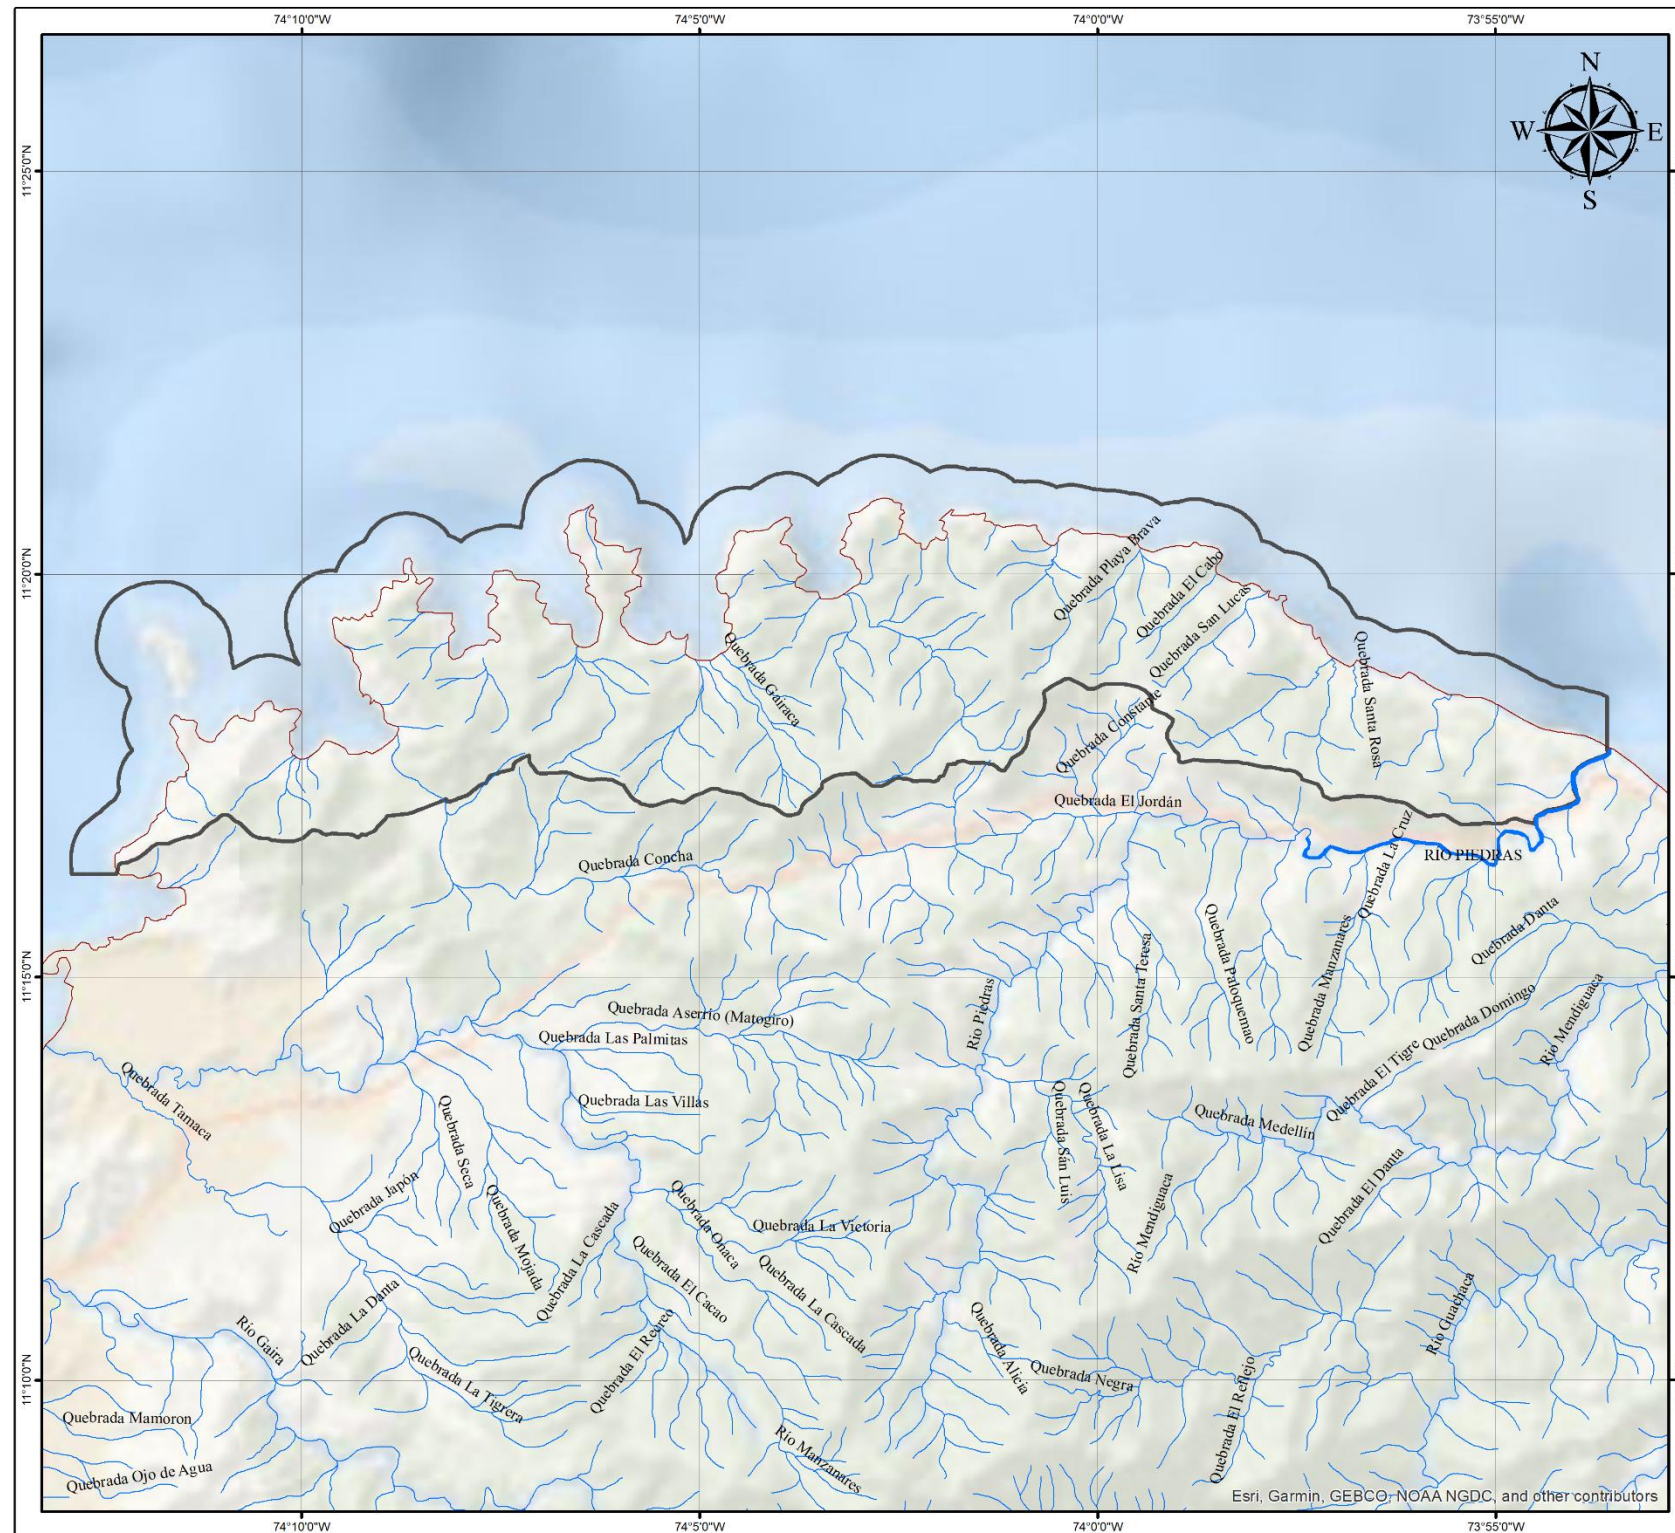 74°10'0"W
74°5'0"W
74°0'0"W
73°55'0"W
N
W
E
S
11°25'0"N
11°20'0"N
11°15'0"N
11°10'0"N
Quebrada Playa Brava
Quebrada El Cabo
Quebrada San Lucas
Quebrada Gairaca
Quebrada Santa Rosa
Quebrada Constante
Quebrada El Jordán
Quebrada Concha
Quebrada La Cruz
RÍO PIEDRAS
Quebrada Danta
Quebrada Paloquemao
Quebrada Manzanares
Quebrada Santa Teresa
Río Piedras
Quebrada Aserrío (Matogiro)
Quebrada Las Palmitas
Quebrada Domingo
Río Mendiguaca
Quebrada El Tigre
Quebrada Tamaca
Quebrada Las Villas
Quebrada Seca
Quebrada San Luis
Quebrada La Lisa
Quebrada Medellín
Quebrada Japón
Quebrada Mojada
Quebrada La Cascada
Quebrada Onaca
Quebrada La Victoria
Río Mendiguaca
Quebrada El Danta
Quebrada El Cacao
Quebrada La Cascada
Quebrada La Danta
Río Gaira
Quebrada El Reareo
Quebrada Alicia
Río Guachaca
Quebrada La Tigrera
Quebrada Negra
Quebrada El Reflejo
Quebrada Mamoron
Quebrada Ojo de Agua
Río Manzanares
Esri, Garmin, GEBCO, NOAA NGDC, and other contributors
74°10'0"W
74°5'0"W
74°0'0"W
73°55'0"W